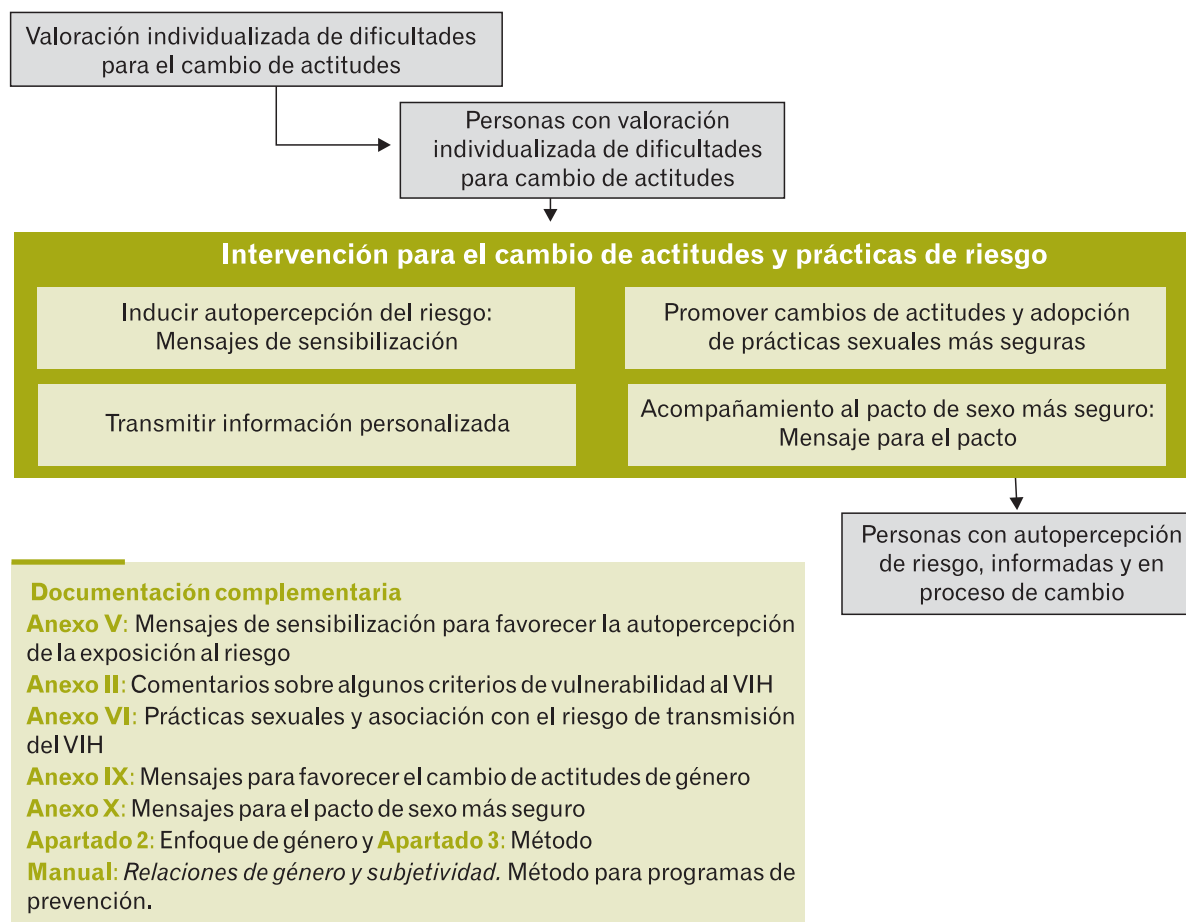 Valoración individualizada de dificultades
para el cambio de actitudes
Personas con valoración
individualizada de dificultades
para cambio de actitudes
Intervención para el cambio de actitudes y prácticas de riesgo
Inducir autopercepción del riesgo:
Mensajes de sensibilización
Promover cambios de actitudes y adopción
de prácticas sexuales más seguras
Transmitir información personalizada
Acompañamiento al pacto de sexo más seguro:
Mensaje para el pacto
Personas con autopercepción
de riesgo, informadas y en
proceso de cambio
Documentación complementaria
Anexo V: Mensajes de sensibilización para favorecer la autopercepción
de la exposición al riesgo
Anexo II: Comentarios sobre algunos criterios de vulnerabilidad al VIH
Anexo VI: Prácticas sexuales y asociación con el riesgo de transmisión
del VIH
Anexo IX: Mensajes para favorecer el cambio de actitudes de género
Anexo X: Mensajes para el pacto de sexo más seguro
Apartado 2: Enfoque de género y Apartado 3: Método
Manual: Relaciones de género y subjetividad. Método para programas de
prevención.